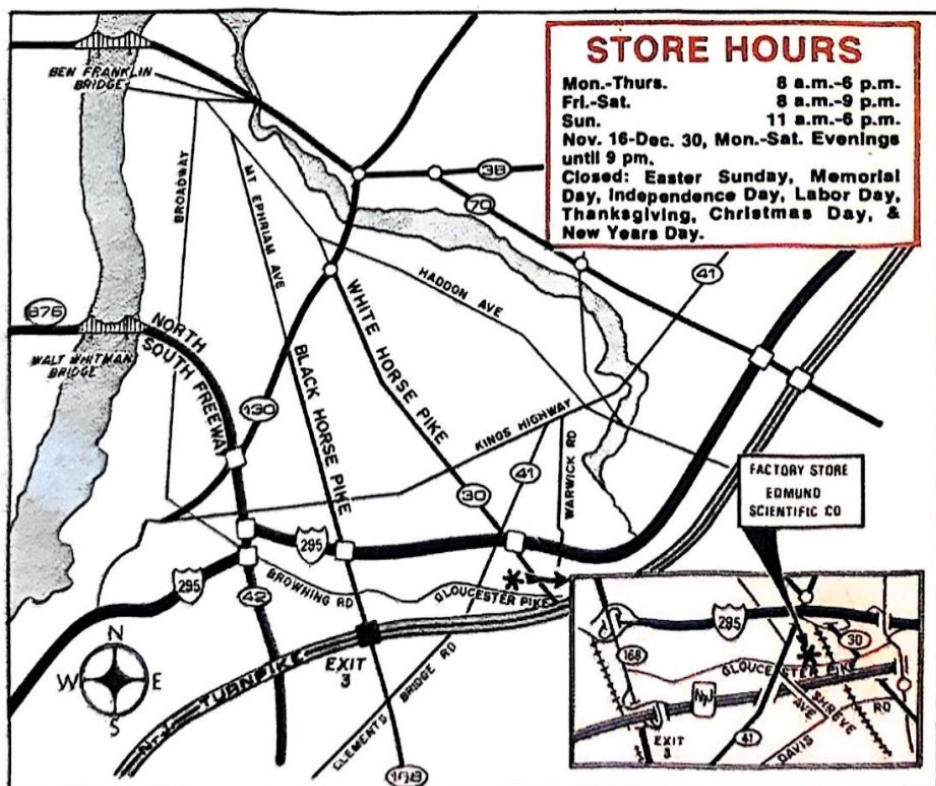 STORE HOURS
Mon.-Thurs. 8 a.m.-6 p.m.
Fri.-Sat. 8 a.m.-9 p.m.
Sun. 11 a.m.-6 p.m.
Nov. 16-Dec. 30, Mon.-Sat. Evenings
until 9 pm.
Closed: Easter Sunday, Memorial
Day, Independence Day, Labor Day,
Thanksgiving, Christmas Day, &
New Years Day.
BEN FRANKLIN
BRIDGE
BROADWAY
MT EPHRIAM AVE
38
70
41
HADDON AVE
WHITE HORSE PIKE
876
WALT WHITMAN
BRIDGE
NORTH
SOUTH FREEWAY
130
BLACK HORSE PIKE
KINGS HIGHWAY
41
30
WARWICK RD
FACTORY STORE
EDMUND
SCIENTIFIC CO
295
295
BROWNING RD
42
GLOUCESTER PIKE
N
W E
S
N.J. TURNPIKE
EXIT
3
CLEMENTS BRIDGE RD
168
295
30
168
GLOUCESTER PIKE
NJ
AVE
SHREVE
RD
DAVIS
41
EXIT
3